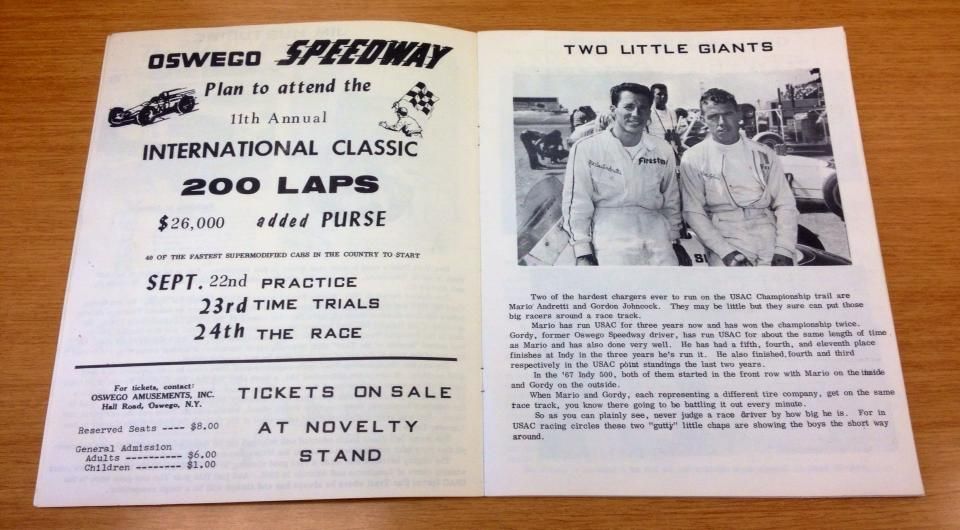 OSWEGO SPEEDWAY
Plan to attend the
11th Annual
INTERNATIONAL CLASSIC
200 LAPS
$26,000 added PURSE
40 OF THE FASTEST SUPERMODIFIED CARS IN THE COUNTRY TO START
SEPT. 22nd PRACTICE
23rd TIME TRIALS
24th THE RACE
For tickets, contact:
OSWEGO AMUSEMENTS, INC.
Hall Road, Oswego, N.Y.
Reserved Seats ---- $8.00
General Admission
Adults ---------- $6.00
Children -------- $1.00
TICKETS ON SALE
AT NOVELTY
STAND
TWO LITTLE GIANTS
Firestone
Two of the hardest chargers ever to run on the USAC Championship trail are
Mario Andretti and Gordon Johncock. They may be little but they sure can put those
big racers around a race track.
Mario has run USAC for three years now and has won the championship twice.
Gordy, former Oswego Speedway driver, has run USAC for about the same length of time
as Mario and has also done very well. He has had a fifth, fourth, and eleventh place
finishes at Indy in the three years he's run it. He also finished fourth and third
respectively in the USAC point standings the last two years.
In the '67 Indy 500, both of them started in the front row with Mario on the inside
and Gordy on the outside.
When Mario and Gordy, each representing a different tire company, get on the same
race track, you know there going to be battling it out every minute.
So as you can plainly see, never judge a race driver by how big he is. For in
USAC racing circles these two "gutty" little chaps are showing the boys the short way
around.